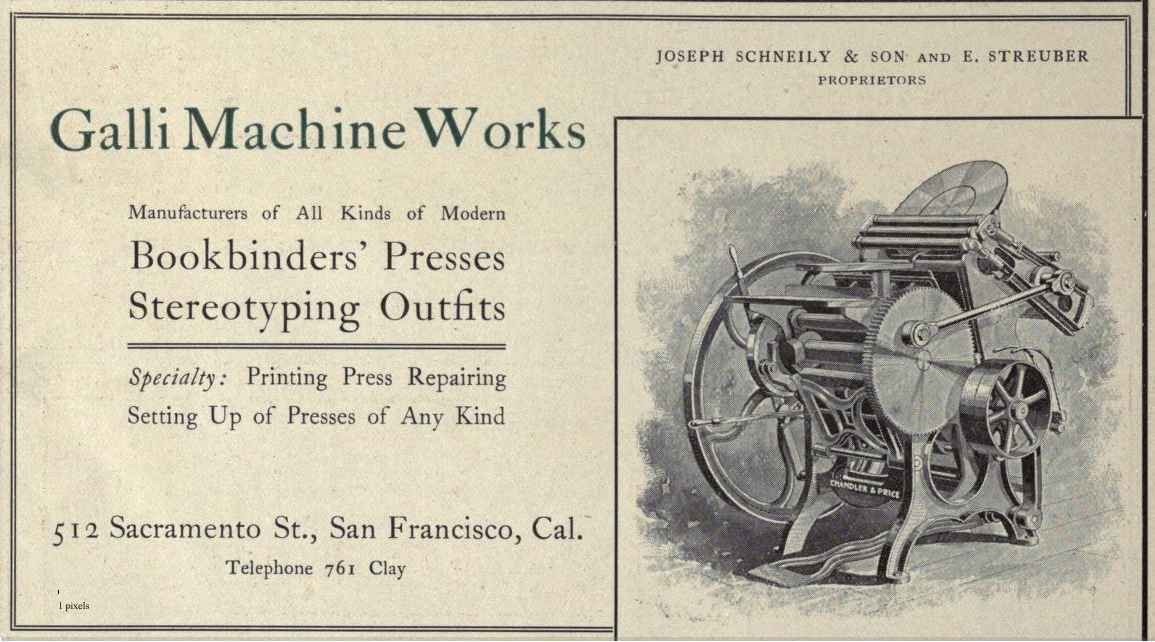 JOSEPH SCHNEILY & SON AND E. STREUBER
PROPRIETORS
Galli Machine Works
Manufacturers of All Kinds of Modern
Bookbinders' Presses
Stereotyping Outfits
Specialty: Printing Press Repairing
Setting Up of Presses of Any Kind
512 Sacramento St., San Francisco, Cal.
Telephone 761 Clay
CHANDLER & PRICE
1 pixels